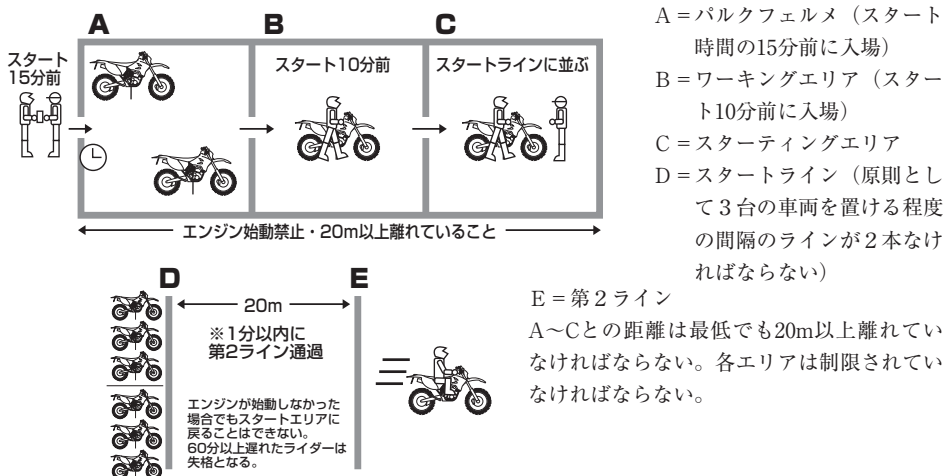 A
B
C
スタート
15分前
スタート10分前
スタートラインに並ぶ
エンジン始動禁止・20m以上離れていること
A＝パルクフェルメ（スタート
時間の15分前に入場）
B＝ワーキングエリア（スター
ト10分前に入場）
C＝スターティングエリア
D＝スタートライン（原則とし
て３台の車両を置ける程度
の間隔のラインが２本なけ
ればならない）
D
E
20m
※1分以内に
第2ライン通過
エンジンが始動しなかった
場合でもスタートエリアに
戻ることはできない。
60分以上遅れたライダーは
失格となる。
E＝第２ライン
A～Cとの距離は最低でも20m以上離れてい
なければならない。各エリアは制限されてい
なければならない。